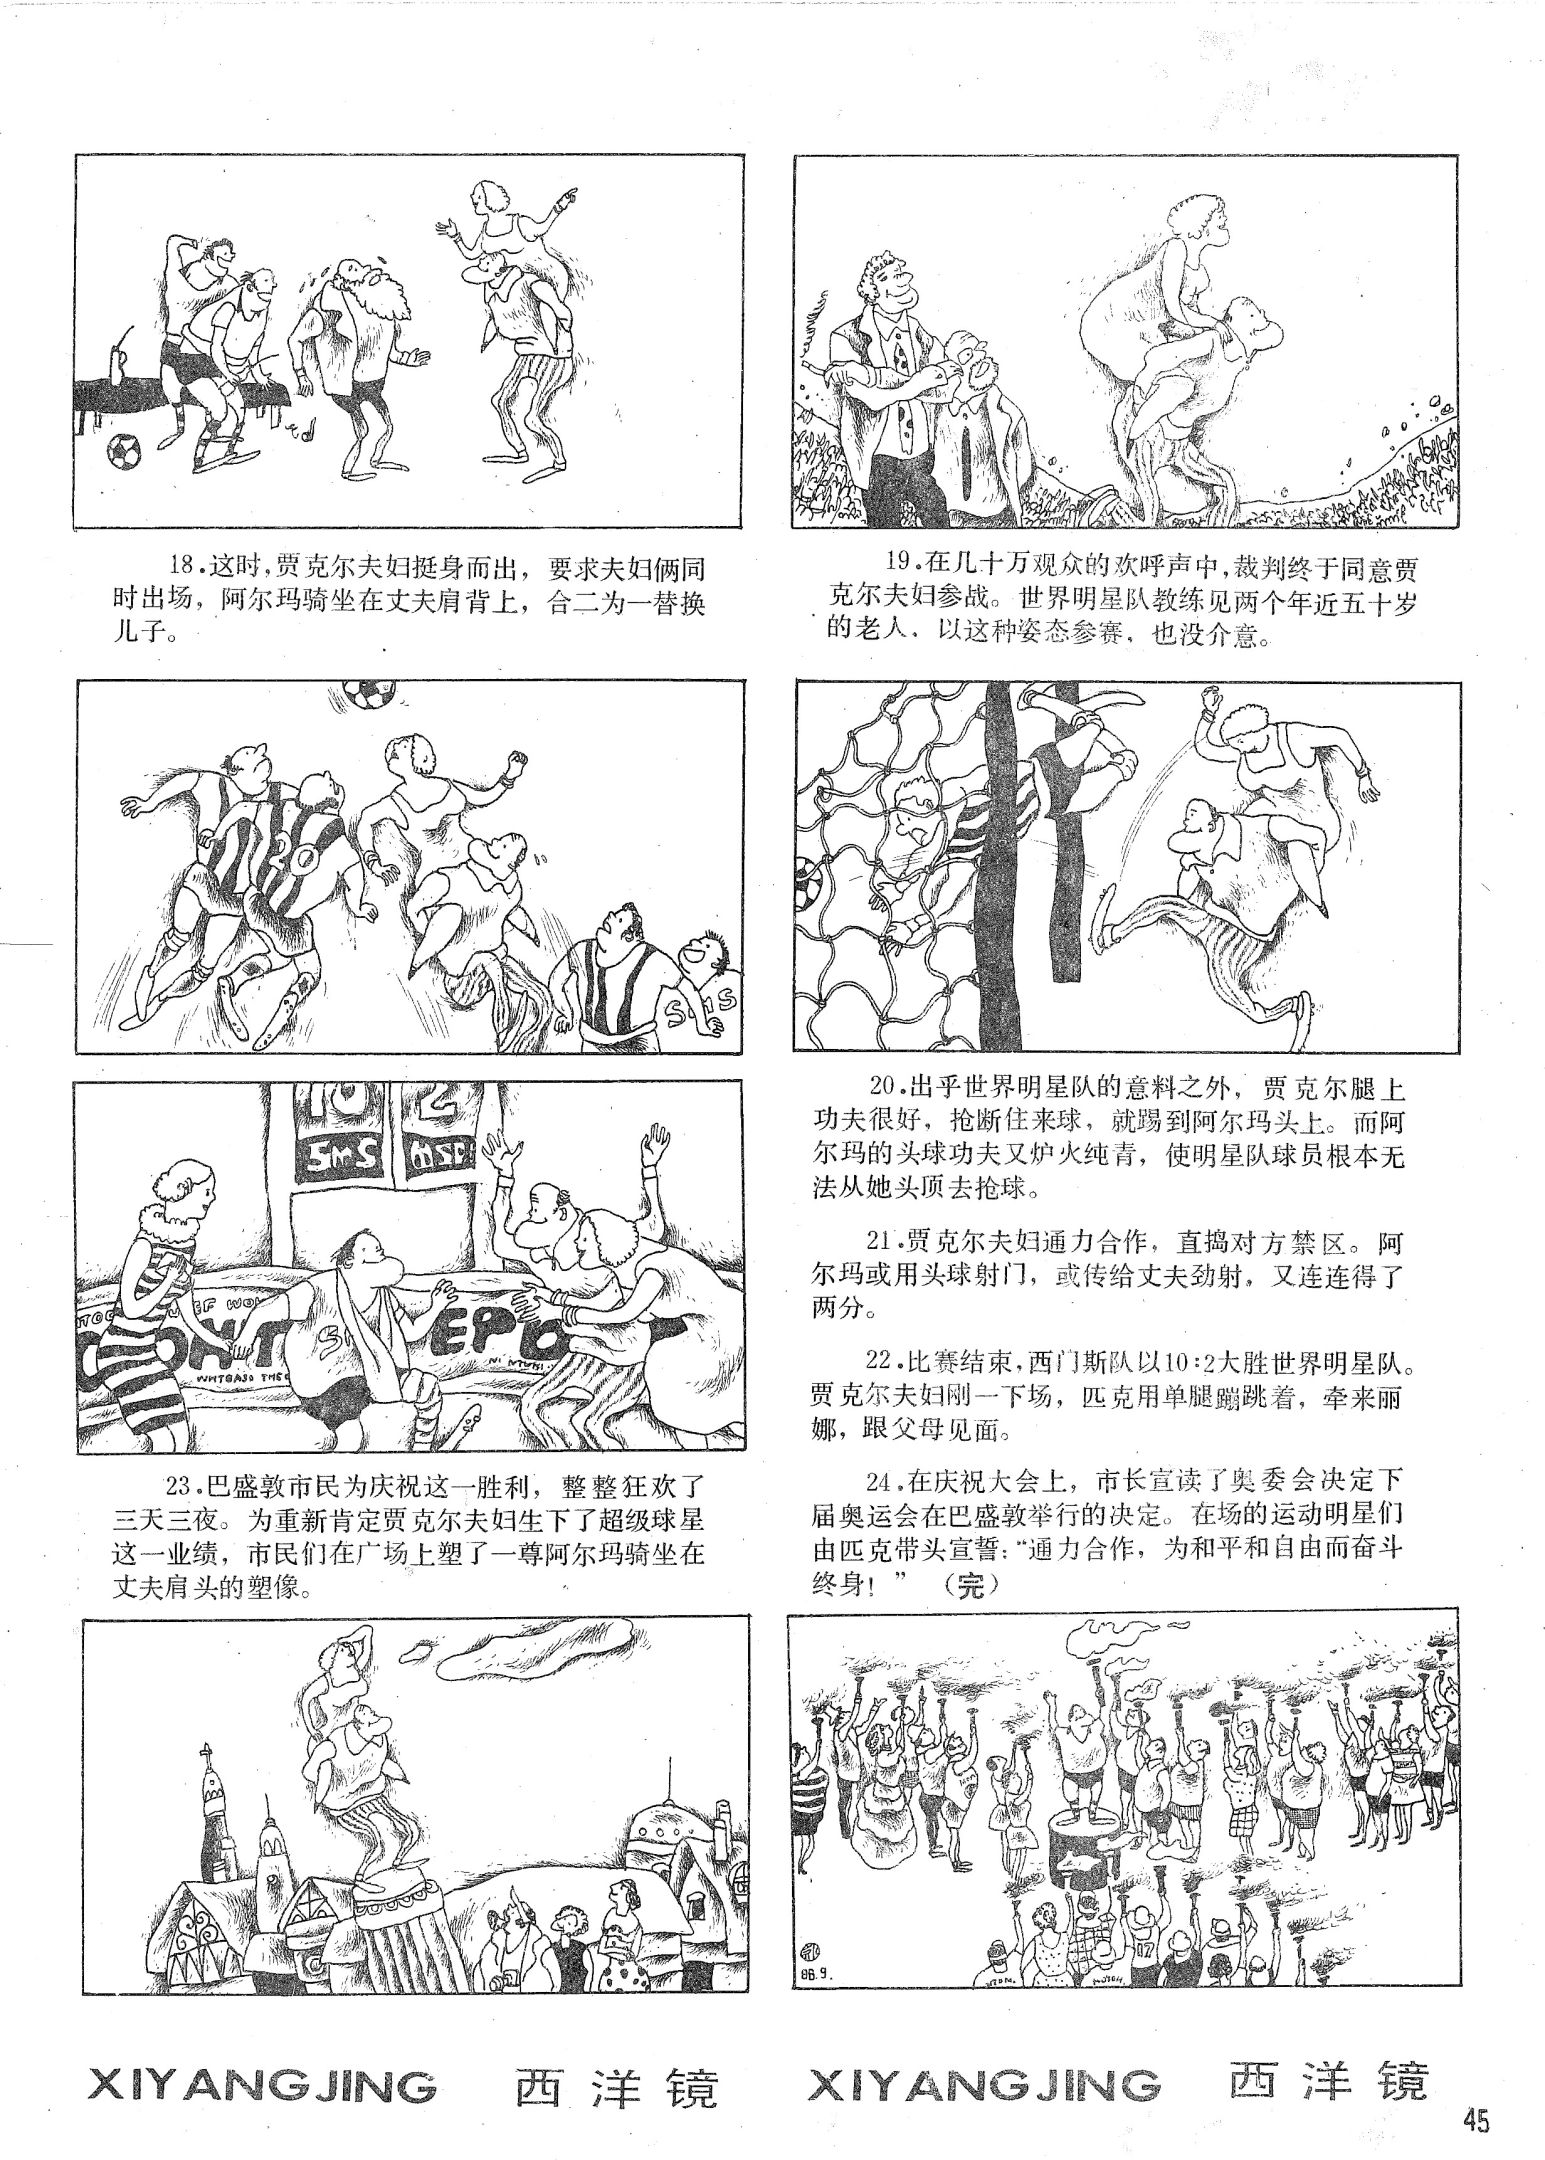 18.这时,贾克尔夫妇挺身而出，要求夫妇俩同
时出场，阿尔玛骑坐在丈夫肩背上，合二为一替换
儿子。
19.在几十万观众的欢呼声中,裁判终于同意贾
克尔夫妇参战。世界明星队教练见两个年近五十岁
的老人，以这种姿态参赛，也没介意。
20
SMS
10 2
SMS
20.出乎世界明星队的意料之外，贾克尔腿上
功夫很好，抢断住来球，就踢到阿尔玛头上。而阿
尔玛的头球功夫又炉火纯青，使明星队球员根本无
法从她头顶去抢球。
21.贾克尔夫妇通力合作，直捣对方禁区。阿
尔玛或用头球射门，或传给丈夫劲射，又连连得了
两分。
22.比赛结束,西门斯队以10:2大胜世界明星队。
贾克尔夫妇刚一下场，匹克用单腿蹦跳着，牵来丽
娜，跟父母见面。
23.巴盛敦市民为庆祝这一胜利，整整狂欢了
三天三夜。为重新肯定贾克尔夫妇生下了超级球星
这一业绩，市民们在广场上塑了一尊阿尔玛骑坐在
丈夫肩头的塑像。
24.在庆祝大会上，市长宣读了奥委会决定下
届奥运会在巴盛敦举行的决定。在场的运动明星们
由匹克带头宣誓：“通力合作，为和平和自由而奋斗
终身！”（完）
17
86.9.
XIYANGJING 西洋镜 XIYANGJING 西洋镜
45